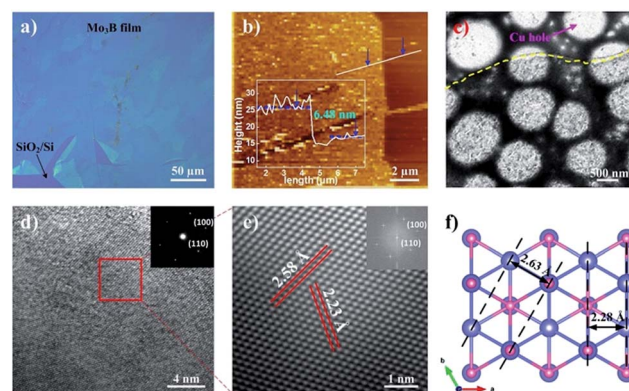 a)
Mo₃B film
SiO₂/Si
50 µm
b)
Height (nm)
35
30
25
20
15
10
6.48 nm
2 3 4 5 6 7
length (µm)
2 µm
c)
Cu hole
500 nm
d)
(100)
(110)
4 nm
e)
(100)
(110)
2.58 Å
2.23 Å
1 nm
f)
2.63 Å
2.28 Å
b
a